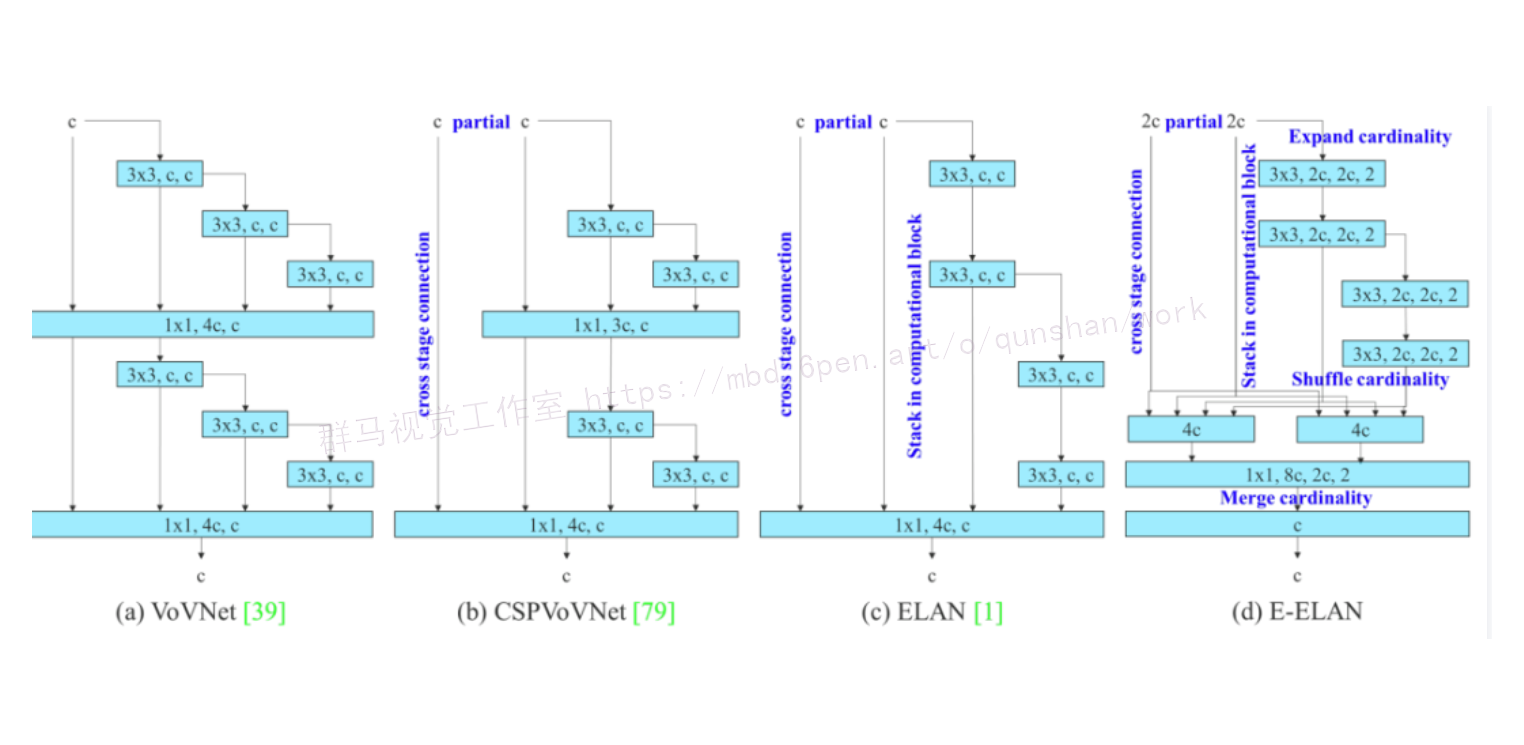 c
3x3, c, c
3x3, c, c
3x3, c, c
1x1, 4c, c
3x3, c, c
3x3, c, c
3x3, c, c
1x1, 4c, c
c
(a) VoVNet [39]
c partial c
cross stage connection
3x3, c, c
3x3, c, c
1x1, 3c, c
3x3, c, c
3x3, c, c
1x1, 4c, c
c
(b) CSPVoVNet [79]
c partial c
cross stage connection
Stack in computational block
3x3, c, c
3x3, c, c
3x3, c, c
3x3, c, c
1x1, 4c, c
c
(c) ELAN [1]
2c partial 2c
Expand cardinality
cross stage connection
Stack in computational block
3x3, 2c, 2c, 2
3x3, 2c, 2c, 2
3x3, 2c, 2c, 2
3x3, 2c, 2c, 2
Shuffle cardinality
4c
4c
1x1, 8c, 2c, 2
Merge cardinality
c
c
(d) E-ELAN
群马视觉工作室 https://mbd.6pen.art/o/qunshan/work